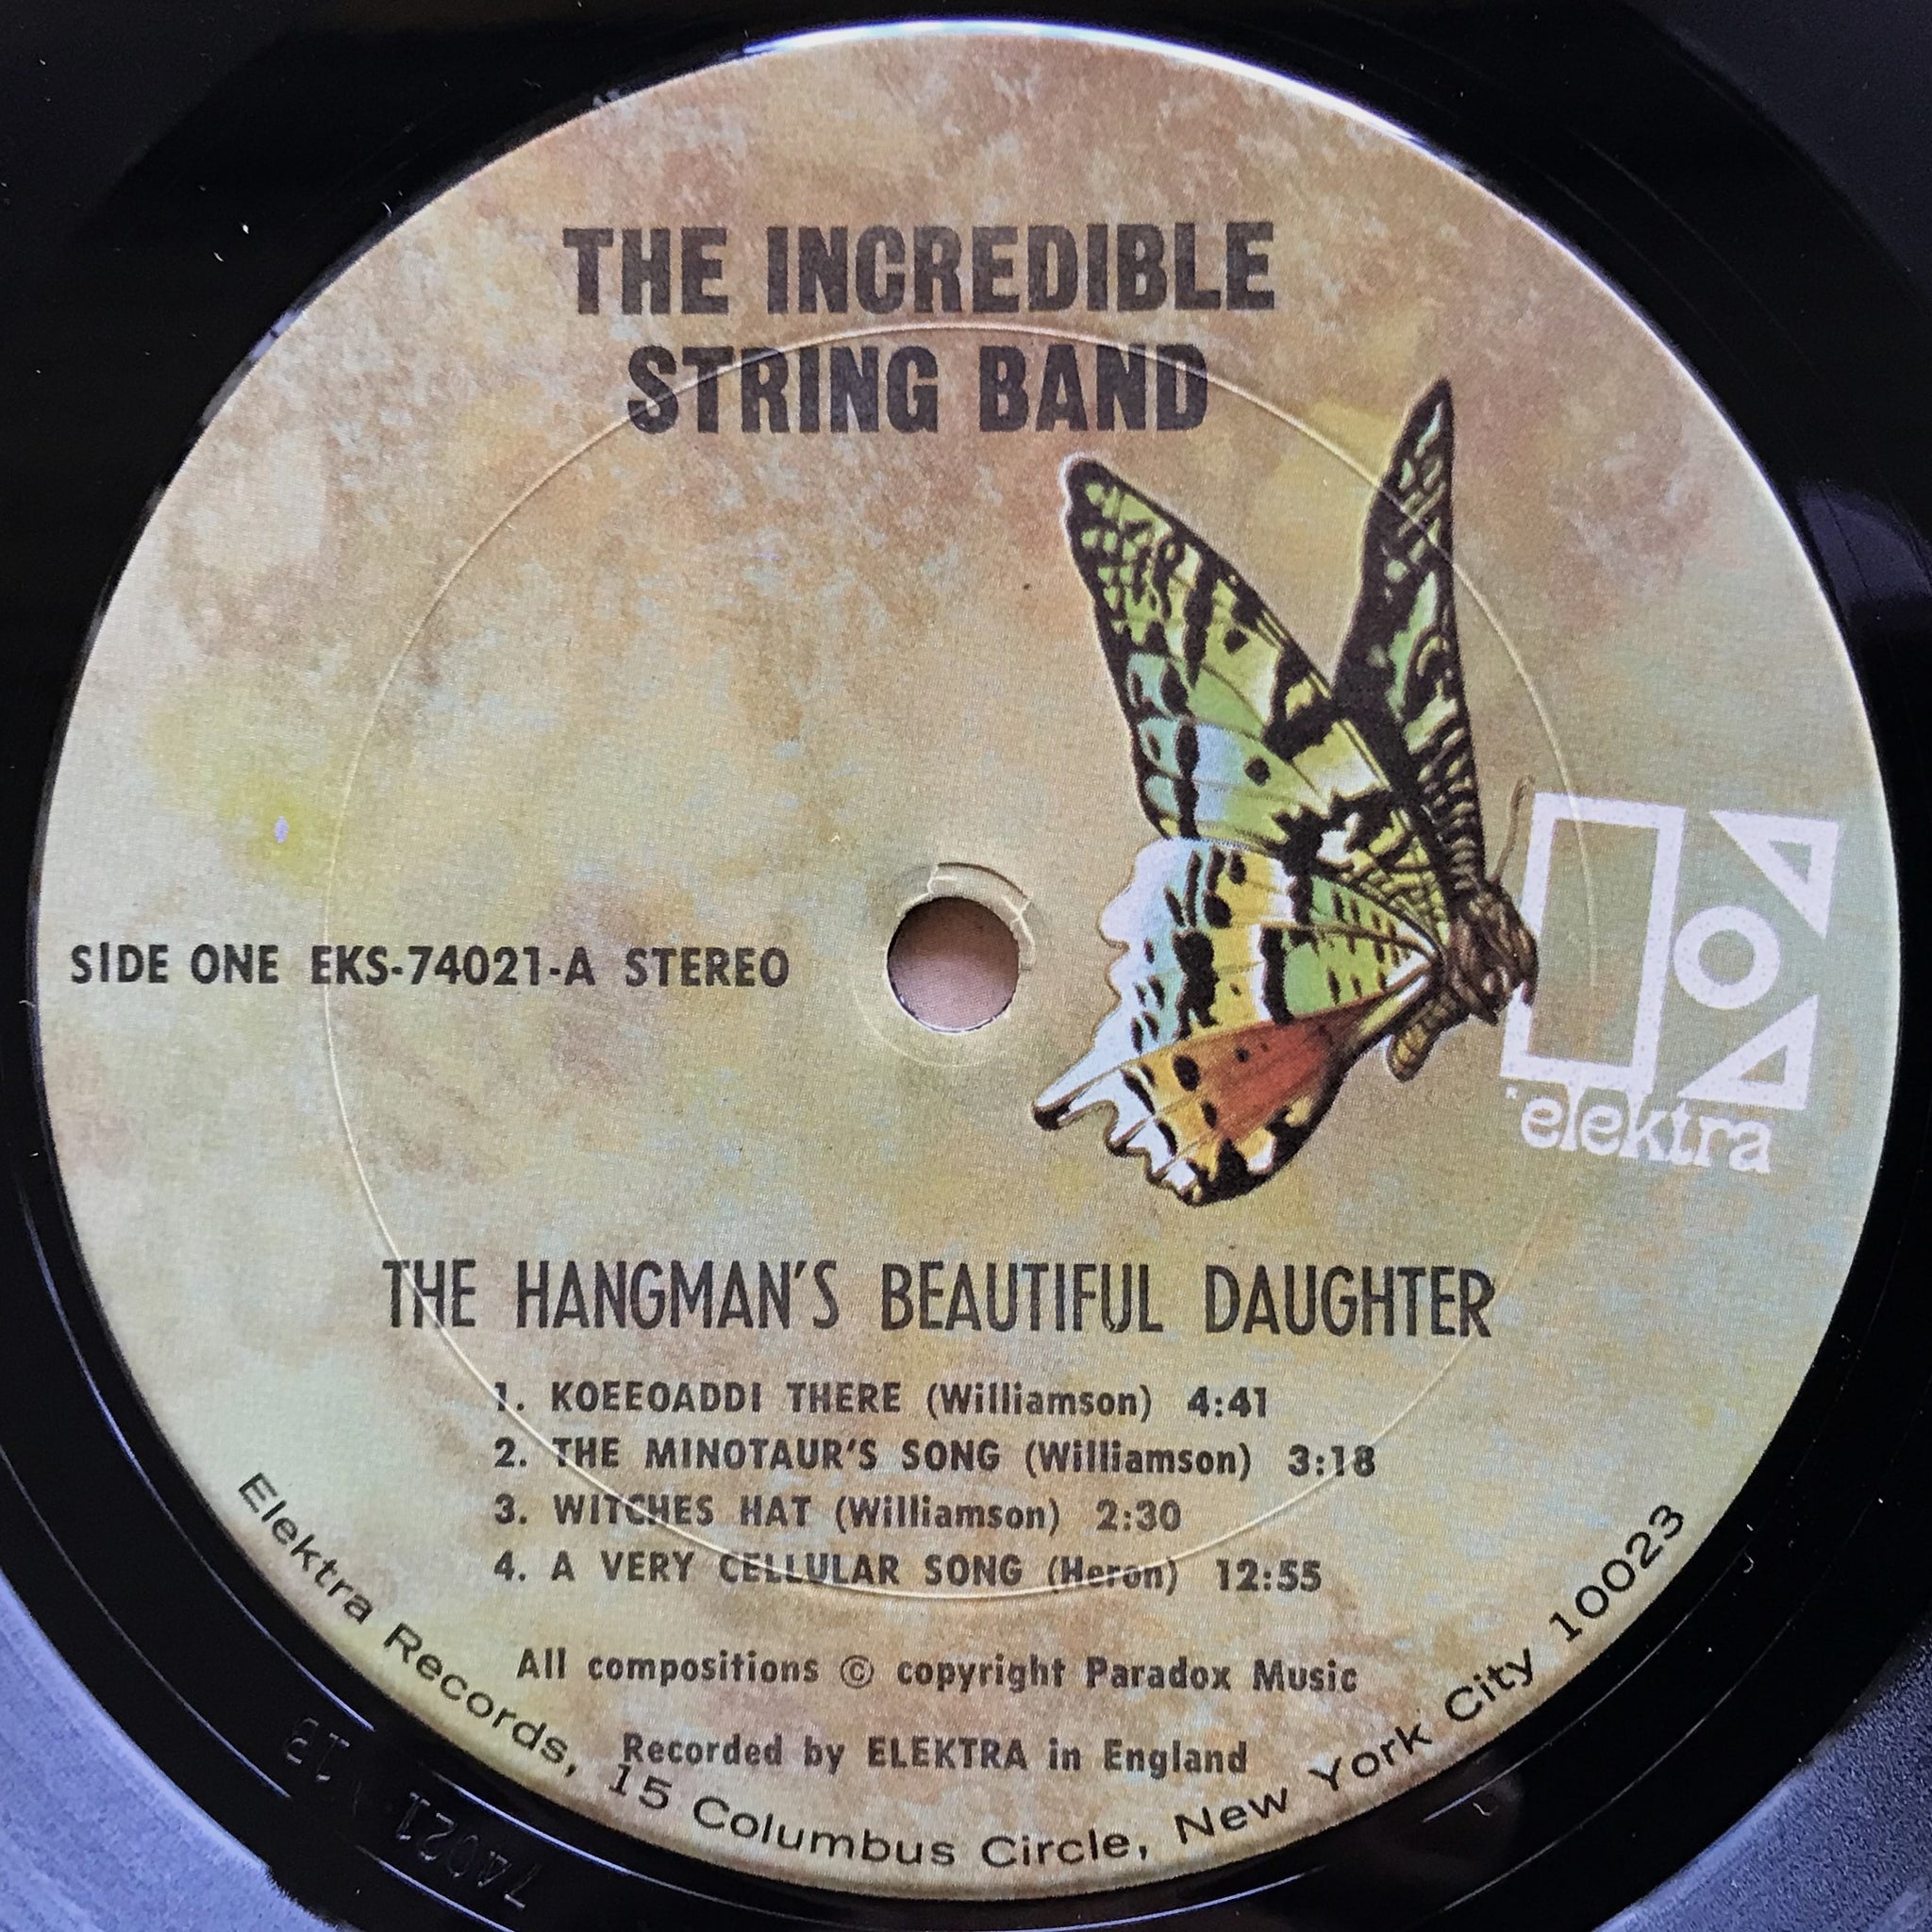 THE INCREDIBLE
STRING BAND
SIDE ONE EKS-74021-A STEREO
elektra
THE HANGMAN'S BEAUTIFUL DAUGHTER
1. KOEEOADDI THERE (Williamson) 4:41
2. THE MINOTAUR'S SONG (Williamson) 3:18
3. WITCHES HAT (Williamson) 2:30
4. A VERY CELLULAR SONG (Heron) 12:55
All compositions © copyright Paradox Music
Recorded by ELEKTRA in England
Elektra Records, 15 Columbus Circle, New York City 10023
74021